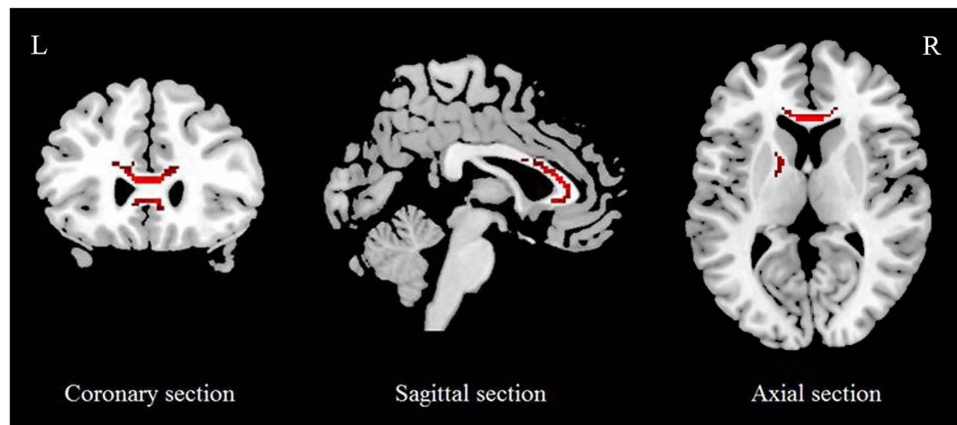 L
R
Coronary section
Sagittal section
Axial section